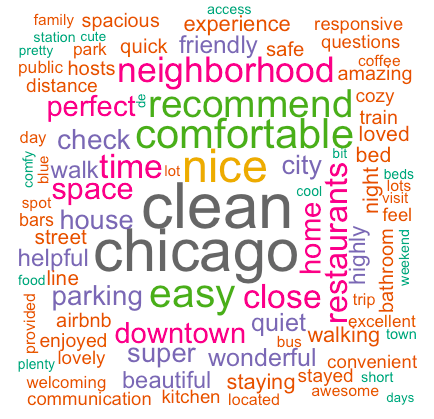 access
family spacious experience responsive
station cute friendly safe questions
pretty park quick coffee
public hosts neighborhood amazing
distance perfect de recommend cozy
train
day check comfortable loved
comfy blue walk time lot nice city bit bed
spot space cool night lots beds
visit
bars house clean home restaurants highly feel
street
helpful chicago bathroom weekend
food line
provided parking easy close trip
airbnb downtown quiet excellent
enjoyed bus walking town
plenty lovely super wonderful convenient
welcoming beautiful staying stayed short
communication kitchen located awesome days